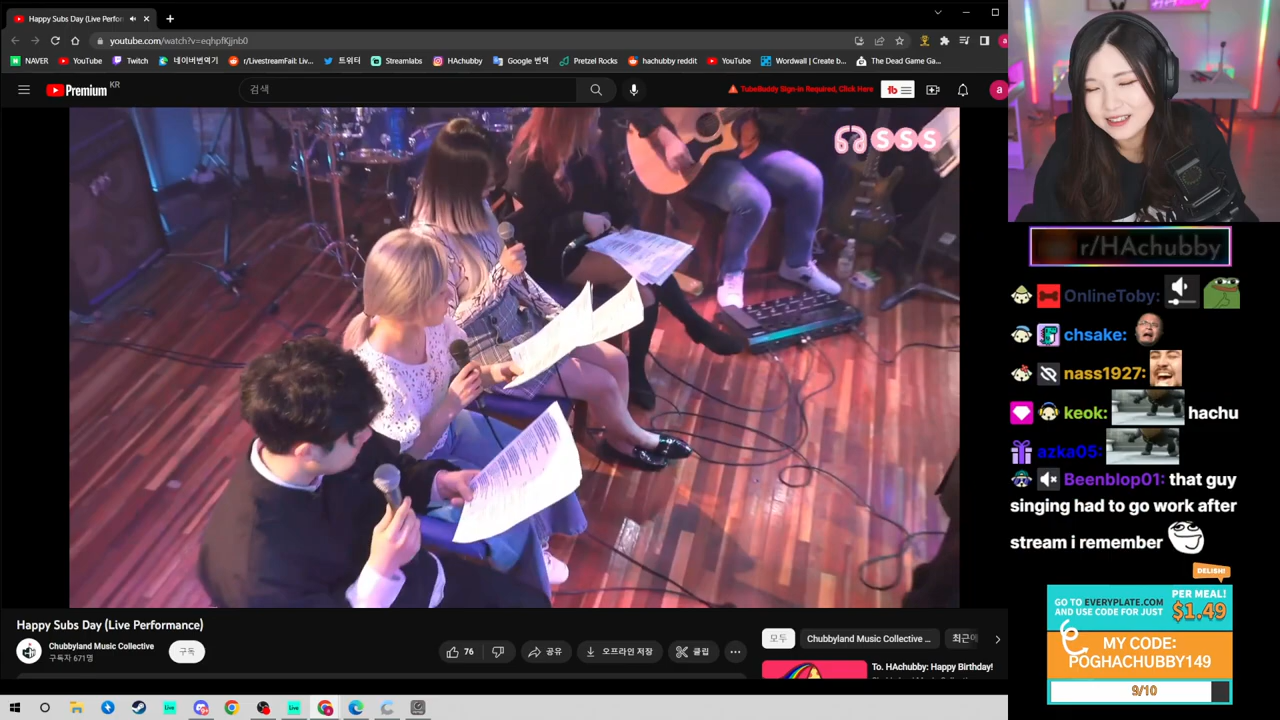 Happy Subs Day (Live Perforn
youtube.com/watch?v=eqhpfKjjnb0
NAVER
YouTube
Twitch
네이버번역기
r/LivestreamFail: Liv...
트위터
Streamlabs
HAchubby
Google 번역
Pretzel Rocks
hachubby reddit
YouTube
Wordwall | Create b...
The Dead Game Ga...
Premium KR
검색
TubeBuddy Sign-in Required, Click Here
tb
a
SSS
r/HAchubby
OnlineToby:
chsake:
nass1927:
keok: hachu
azka05:
Beenblop01: that guy
singing had to go work after
stream i remember
DELISH!
GO TO EVERYPLATE.COM
AND USE CODE FOR JUST
PER MEAL!
$1.49
MY CODE:
POGHACHUBBY149
9/10
Happy Subs Day (Live Performance)
Chubbyland Music Collective
구독자 671명
구독
76
공유
오프라인 저장
클립
모두
Chubbyland Music Collective ...
최근에
To. HAchubby: Happy Birthday!
Live
Live